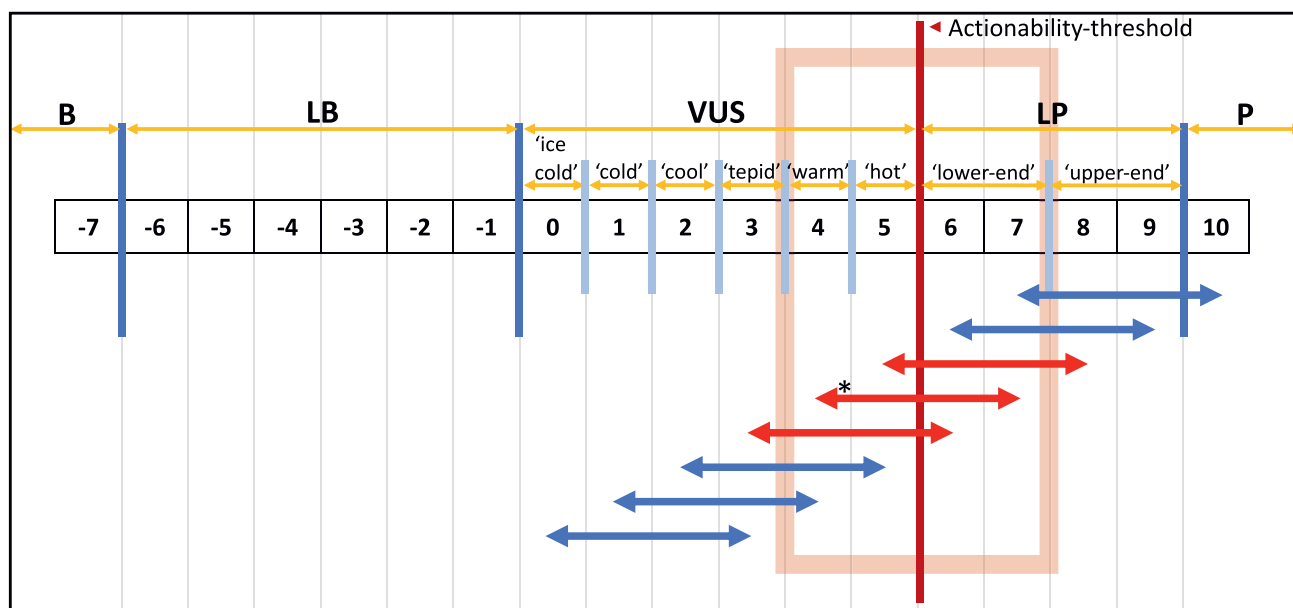 Actionability-threshold
B LB VUS LP P
‘ice cold’ ‘cold’ ‘cool’ ‘tepid’ ‘warm’ ‘hot’ ‘lower-end’ ‘upper-end’
-7 -6 -5 -4 -3 -2 -1 0 1 2 3 4 5 6 7 8 9 10
*